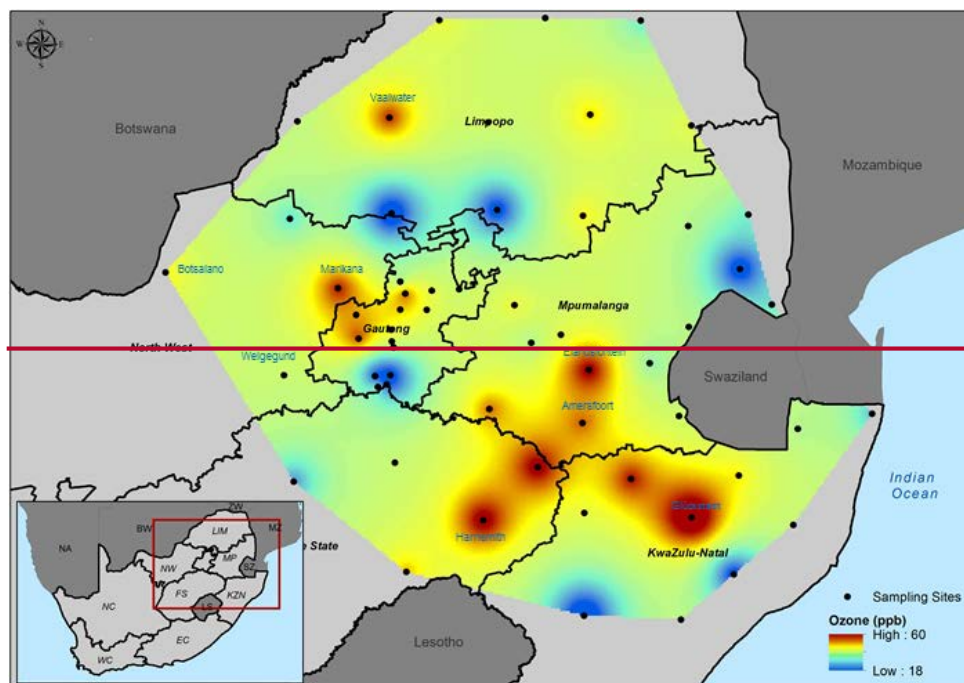 N
W E
S
Vaalwater
Limpopo
Botswana
Mozambique
Botsalano
Marikana
Mpumalanga
Gauteng
North West
Elandsfontein
Welgegund
Swaziland
Amersfoort
Indian
Ocean
Harrismith
KwaZulu-Natal
e State
Lesotho
Sampling Sites
Ozone (ppb)
High : 60
Low : 18
ZW
BW
LIM
MZ
NA
NW
MP
SZ
FS
KZN
NC
LS
EC
WC